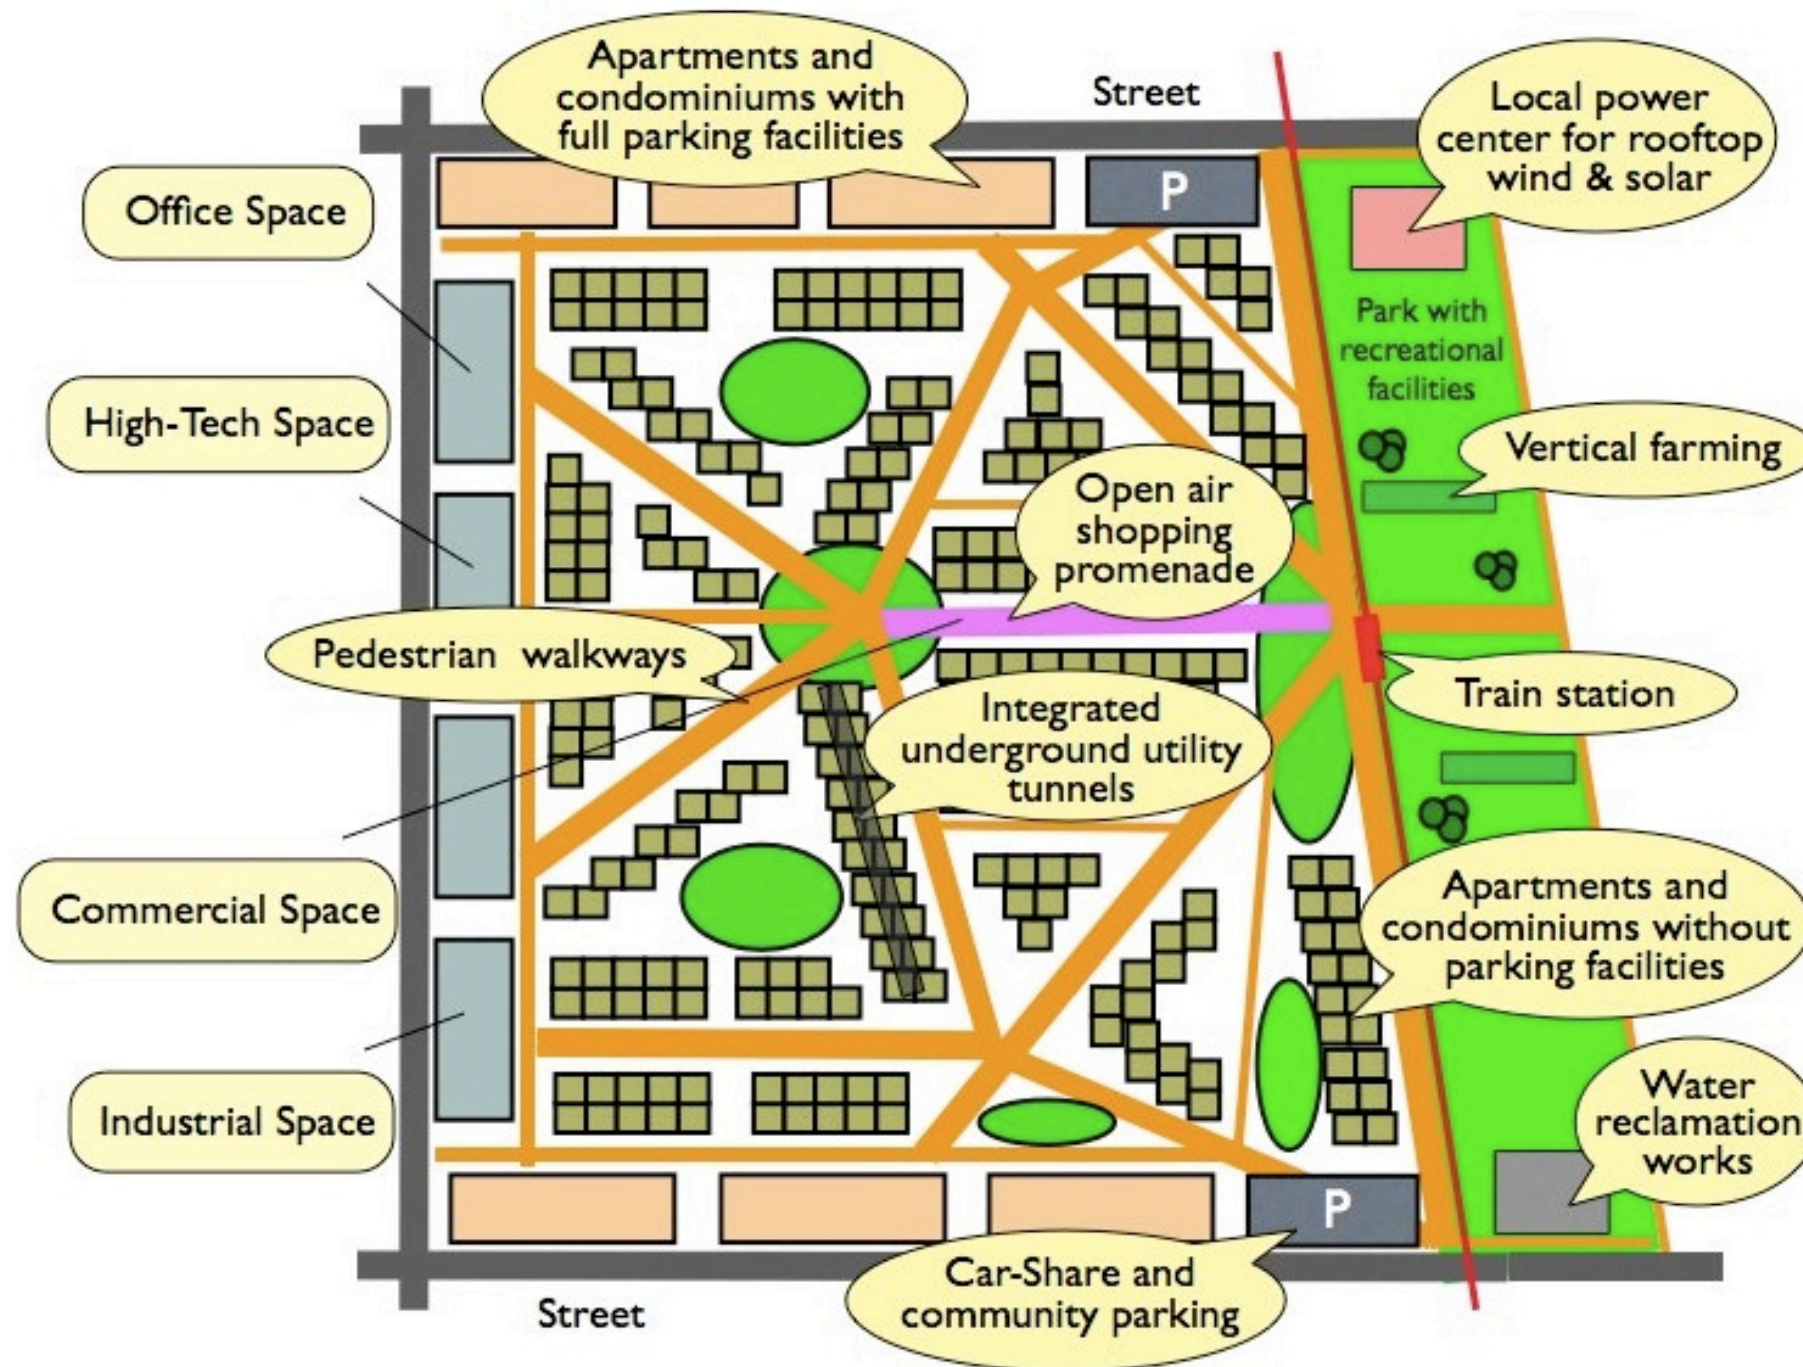 Apartments and
condominiums with
full parking facilities
Street
Local power
center for rooftop
wind & solar
Office Space
P
Park with
recreational
facilities
High-Tech Space
Vertical farming
Open air
shopping
promenade
Pedestrian walkways
Train station
Integrated
underground utility
tunnels
Commercial Space
Apartments and
condominiums without
parking facilities
Industrial Space
Water
reclamation
works
P
Car-Share and
community parking
Street